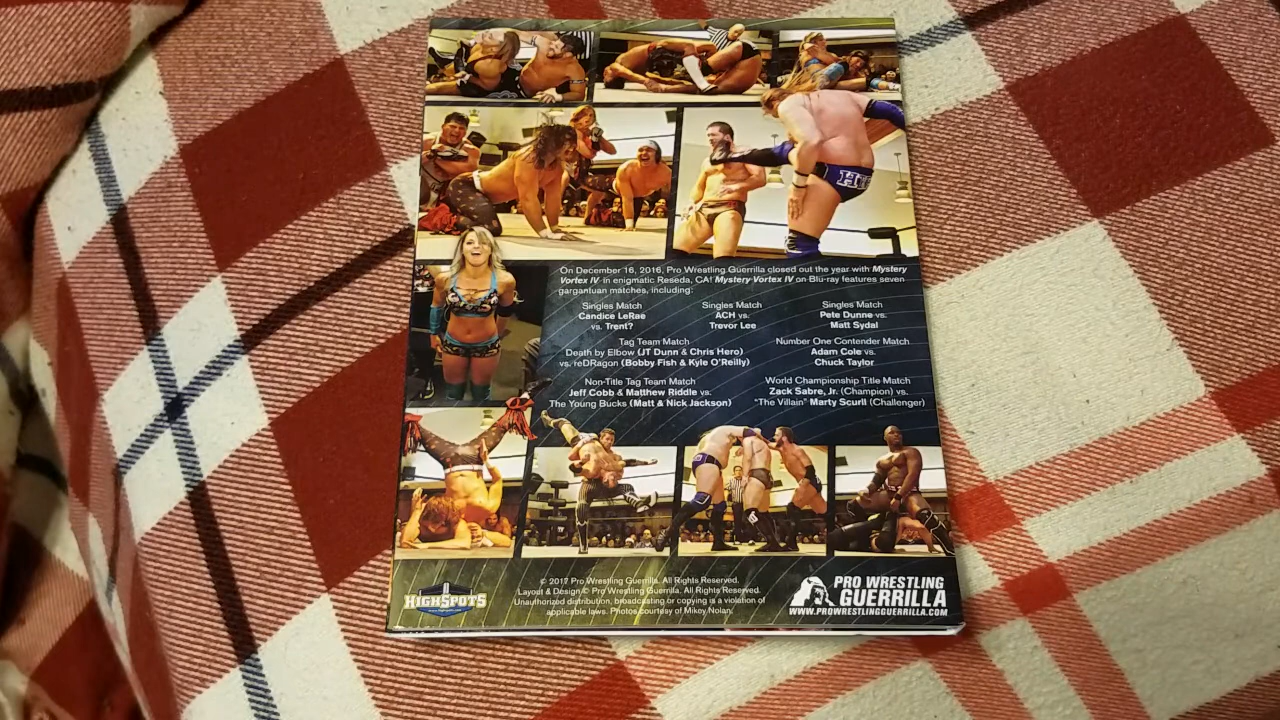 On December 16, 2016, Pro Wrestling Guerrilla closed out the year with Mystery
Vortex IV in enigmatic Reseda, CA! Mystery Vortex IV on Blu-ray features seven
gargantuan matches, including:
Singles Match
Candice LeRae
vs. Trent?
Singles Match
ACH vs.
Trevor Lee
Singles Match
Pete Dunne vs.
Matt Sydal
Tag Team Match
Death by Elbow (JT Dunn & Chris Hero)
vs. reDRagon (Bobby Fish & Kyle O'Reilly)
Number One Contender Match
Adam Cole vs.
Chuck Taylor
Non-Title Tag Team Match
Jeff Cobb & Matthew Riddle vs.
The Young Bucks (Matt & Nick Jackson)
World Championship Title Match
Zack Sabre, Jr. (Champion) vs.
"The Villain" Marty Scurll (Challenger)
HIGHSPOTS
© 2017 Pro Wrestling Guerrilla. All Rights Reserved.
Layout & Design © Pro Wrestling Guerrilla. All Rights Reserved.
Unauthorized distribution, broadcasting or copying is a violation of
applicable laws. Photos courtesy of Mikey Nolan.
PRO WRESTLING
GUERRILLA
WWW.PROWRESTLINGGUERRILLA.COM